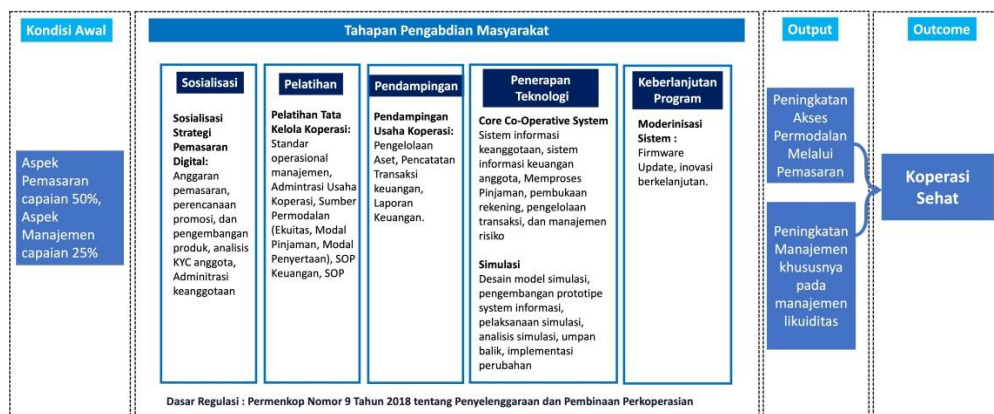 Kondisi Awal
Aspek
Pemasaran
capaian 50%,
Aspek
Manajemen
capaian 25%
Tahapan Pengabdian Masyarakat
Sosialisasi
Sosialisasi
Strategi
Pemasaran
Digital:
Anggaran
pemasaran,
perencanaan
promosi, dan
pengembangan
produk, analisis
KYC anggota,
Adminitrasi
keanggotaan
Pelatihan
Pelatihan Tata
Kelola Koperasi:
Standar
operasional
manajemen,
Admintrasi Usaha
Koperasi, Sumber
Permodalan
(Ekuitas, Modal
Pinjaman, Modal
Penyertaan), SOP
Keuangan, SOP
Pendampingan
Pendampingan
Usaha Koperasi:
Pengelolaan
Aset, Pencatatan
Transaksi
keuangan,
Laporan
Keuangan.
Penerapan
Teknologi
Core Co-Operative System
Sistem informasi
keanggotaan, sistem
informasi keuangan
anggota, Memproses
Pinjaman, pembukaan
rekening, pengelolaan
transaksi, dan manajemen
risiko
Simulasi
Desain model simulasi,
pengembangan prototipe
system informasi,
pelaksanaan simulasi,
analisis simulasi, umpan
balik, implementasi
perubahan
Keberlanjutan
Program
Moderinisasi
Sistem :
Firmware
Update, inovasi
berkelanjutan.
Dasar Regulasi : Permenkop Nomor 9 Tahun 2018 tentang Penyelenggaraan dan Pembinaan Perkoperasian
Output
Peningkatan
Akses
Permodalan
Melalui
Pemasaran
Peningkatan
Manajemen
khususnya
pada
manajemen
likuiditas
Outcome
Koperasi
Sehat